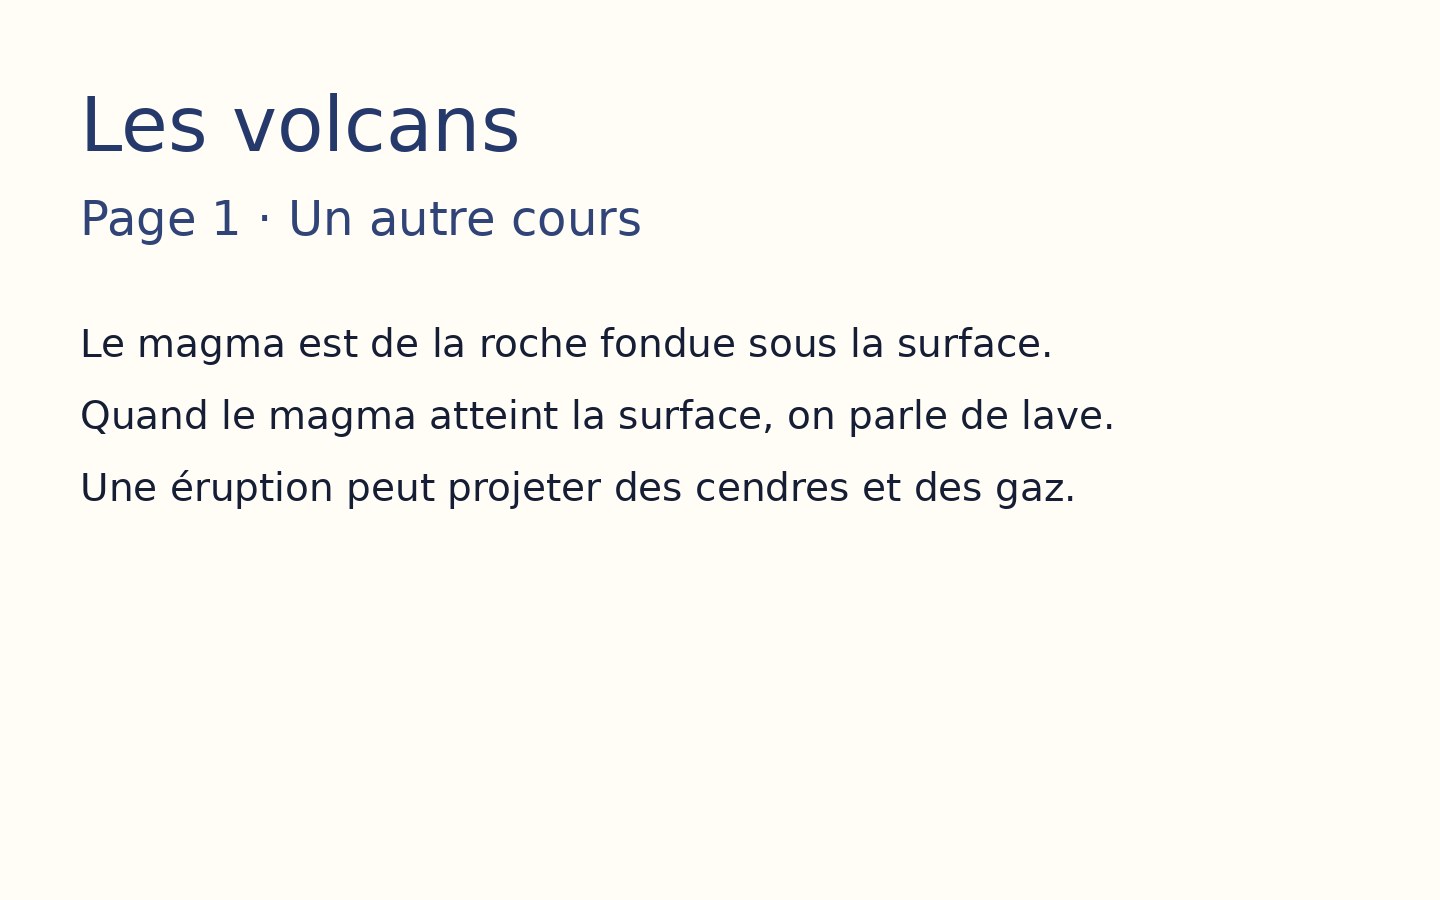 Les volcans
Page 1 · Un autre cours
Le magma est de la roche fondue sous la surface.
Quand le magma atteint la surface, on parle de lave.
Une éruption peut projeter des cendres et des gaz.